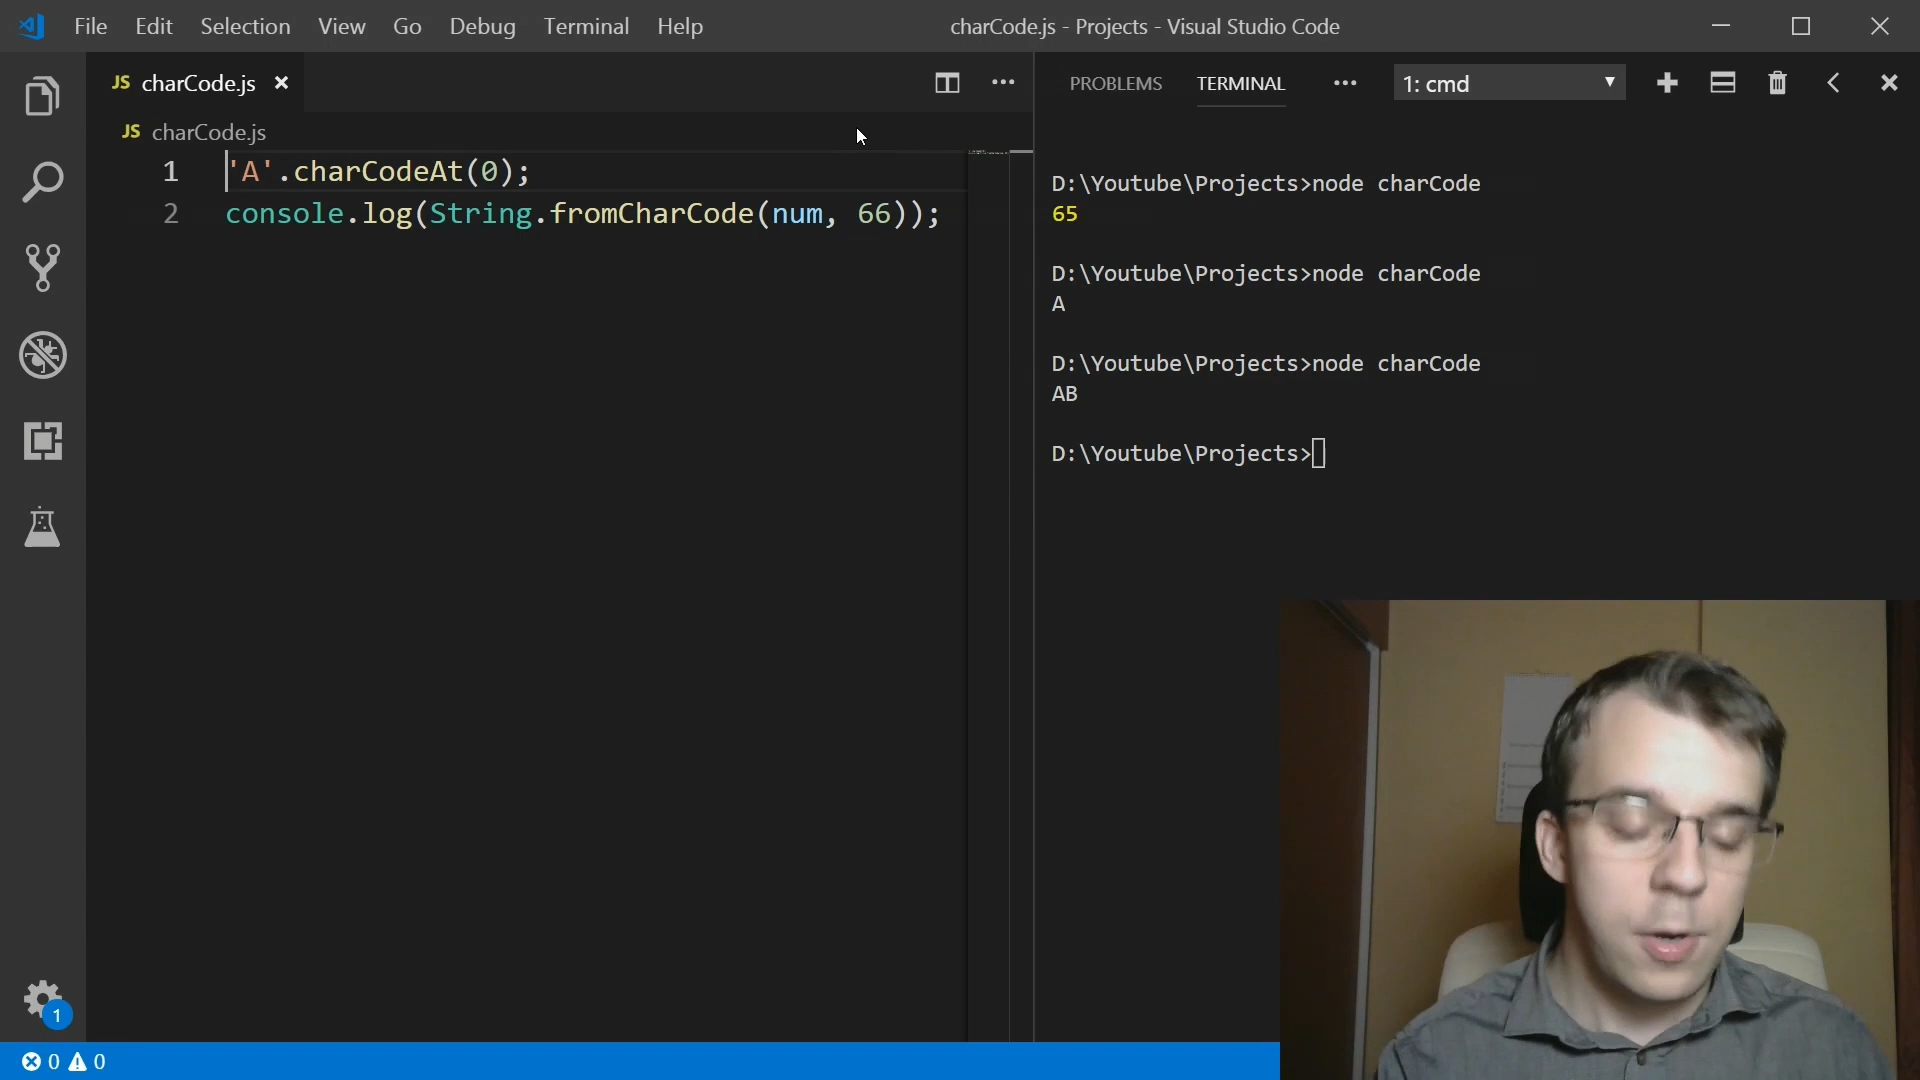 File Edit Selection View Go Debug Terminal Help
charCode.js - Projects - Visual Studio Code
JS charCode.js
JS charCode.js
1 'A'.charCodeAt(0);
2 console.log(String.fromCharCode(num, 66));
PROBLEMS TERMINAL 1: cmd
D:\Youtube\Projects>node charCode
65
D:\Youtube\Projects>node charCode
A
D:\Youtube\Projects>node charCode
AB
D:\Youtube\Projects>
1
0 0